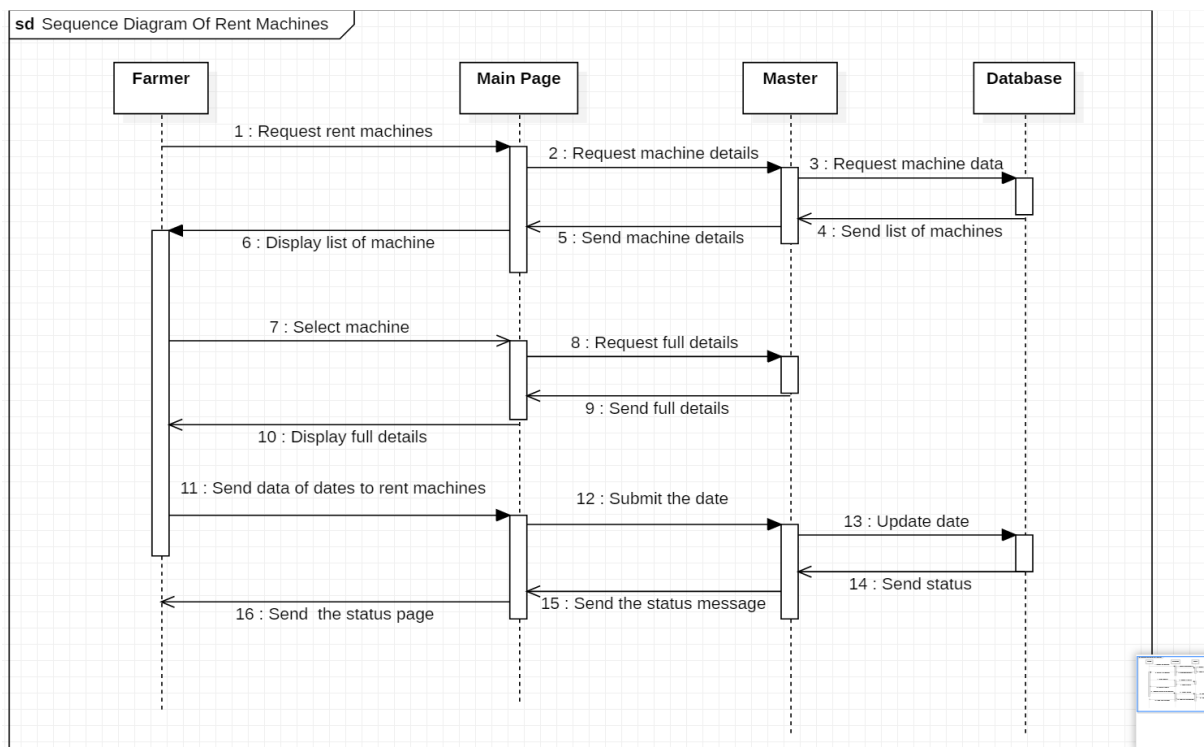 sd Sequence Diagram Of Rent Machines
Farmer
Main Page
Master
Database
1 : Request rent machines
2 : Request machine details
3 : Request machine data
4 : Send list of machines
5 : Send machine details
6 : Display list of machine
7 : Select machine
8 : Request full details
9 : Send full details
10 : Display full details
11 : Send data of dates to rent machines
12 : Submit the date
13 : Update date
14 : Send status
15 : Send the status message
16 : Send  the status page